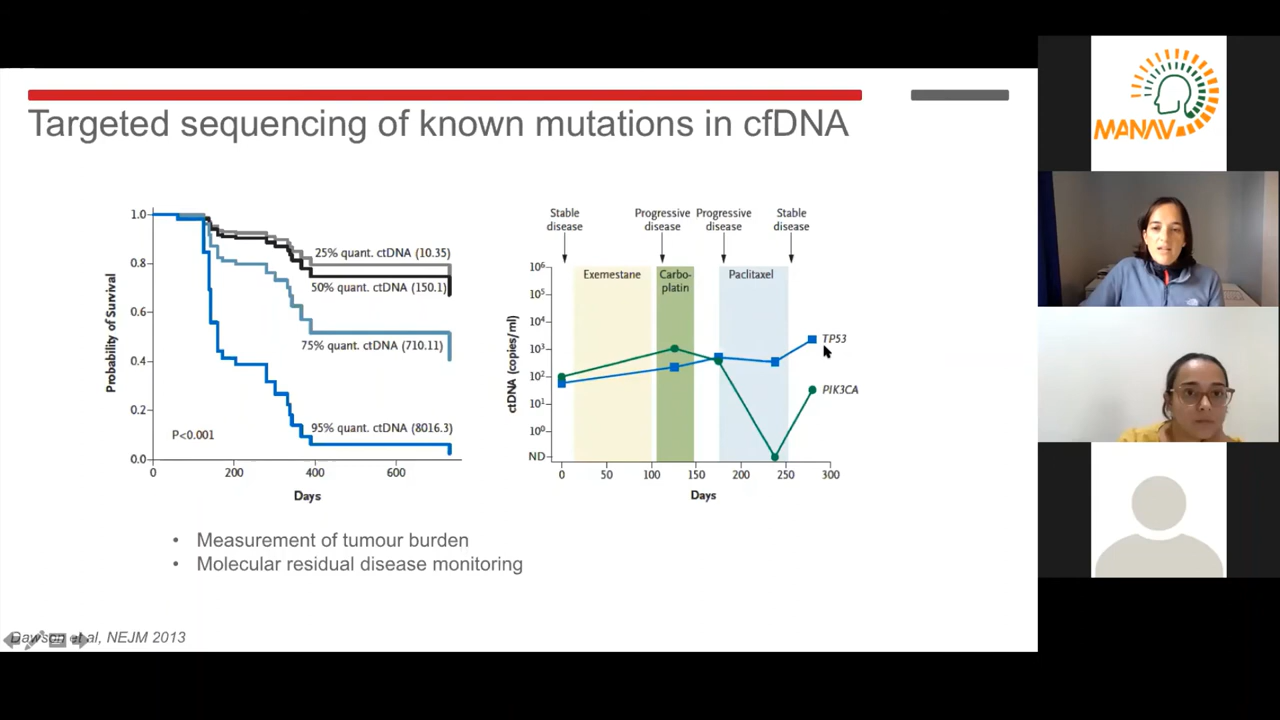 Targeted sequencing of known mutations in cfDNA
1.0
0.8
0.6
0.4
0.2
0.0
Probability of Survival
25% quant. ctDNA (10.35)
50% quant. ctDNA (150.1)
75% quant. ctDNA (710.11)
95% quant. ctDNA (8016.3)
P<0.001
0
200
400
600
Days
Stable
disease
Progressive
disease
Progressive
disease
Stable
disease
Exemestane
Carbo-
platin
Paclitaxel
10⁶
10⁵
10⁴
10³
10²
10¹
10⁰
ND
ctDNA (copies/ml)
TP53
PIK3CA
0
50
100
150
200
250
300
Days
• Measurement of tumour burden
• Molecular residual disease monitoring
Dawson et al, NEJM 2013
MANAV